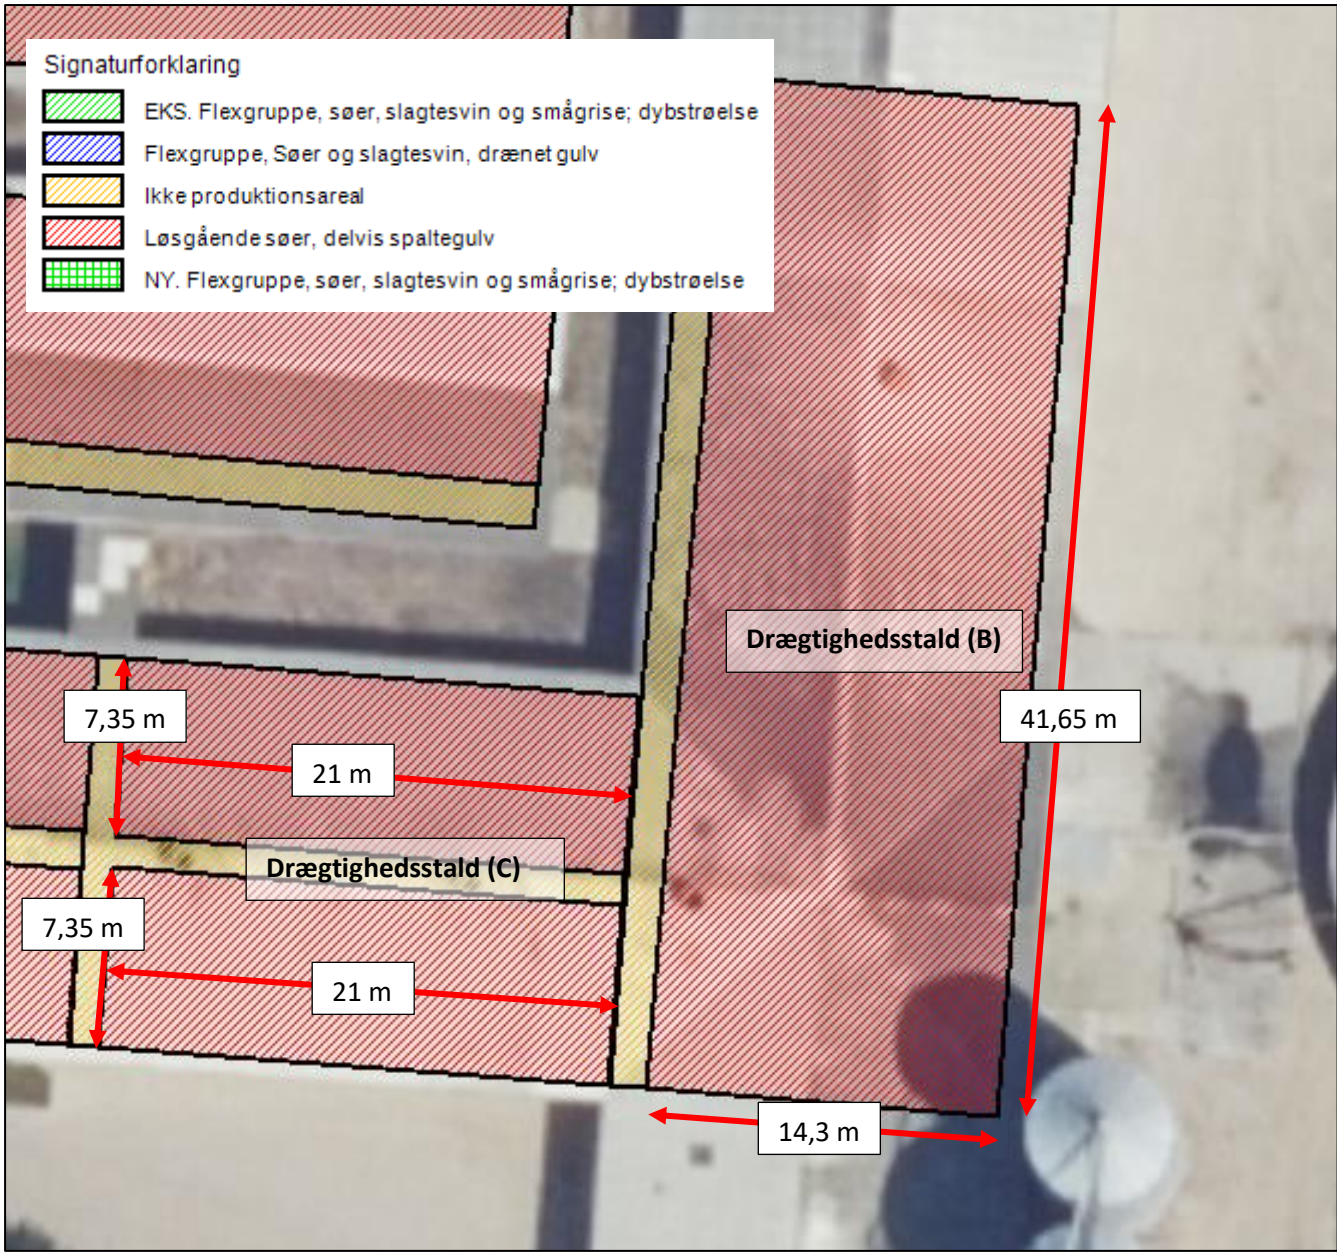 Signaturforklaring
EKS. Flexgruppe, søer, slagtesvin og smågrise; dybstrøelse
Flexgruppe, Søer og slagtesvin, drænet gulv
Ikke produktionsareal
Løsgående søer, delvis spaltegulv
NY. Flexgruppe, søer, slagtesvin og smågrise; dybstrøelse
Drægtighedsstald (B)
7,35 m
41,65 m
21 m
Drægtighedsstald (C)
7,35 m
21 m
14,3 m